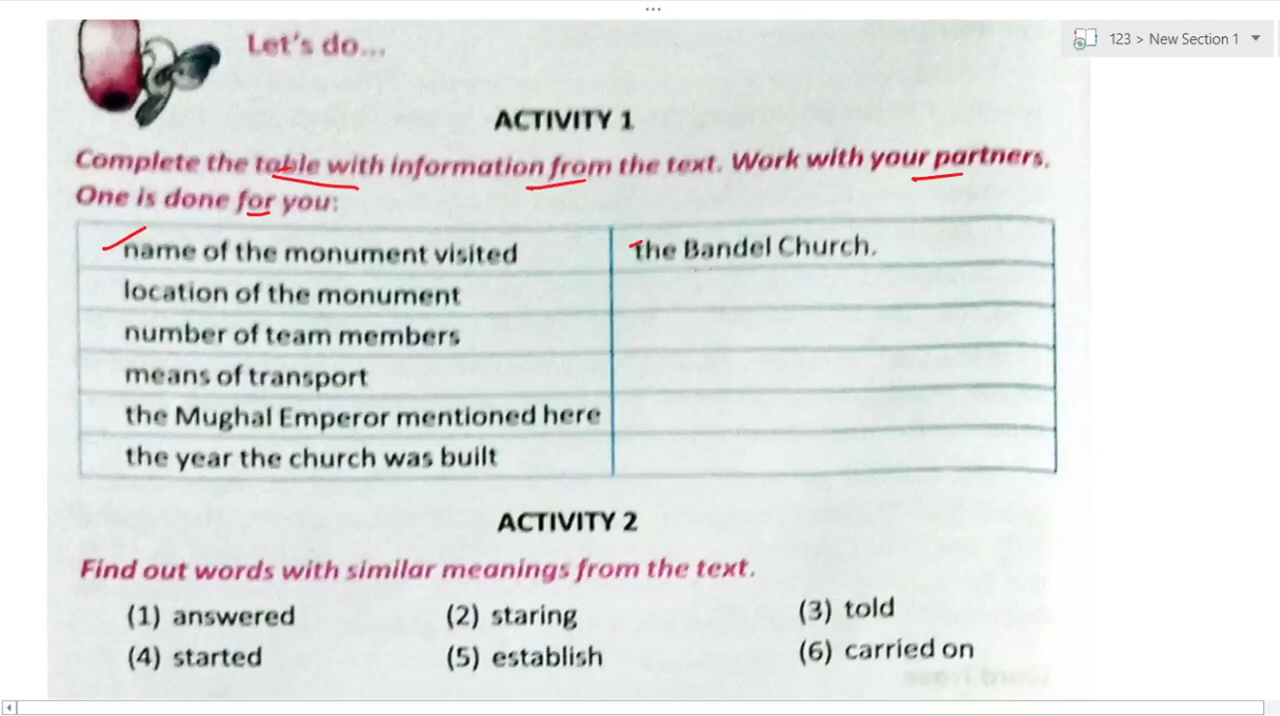 ...
123 > New Section 1
Let's do...
ACTIVITY 1
Complete the table with information from the text. Work with your partners.
One is done for you:
name of the monument visited	the Bandel Church.
location of the monument
number of team members
means of transport
the Mughal Emperor mentioned here
the year the church was built
ACTIVITY 2
Find out words with similar meanings from the text.
(1) answered	(2) staring	(3) told
(4) started	(5) establish	(6) carried on